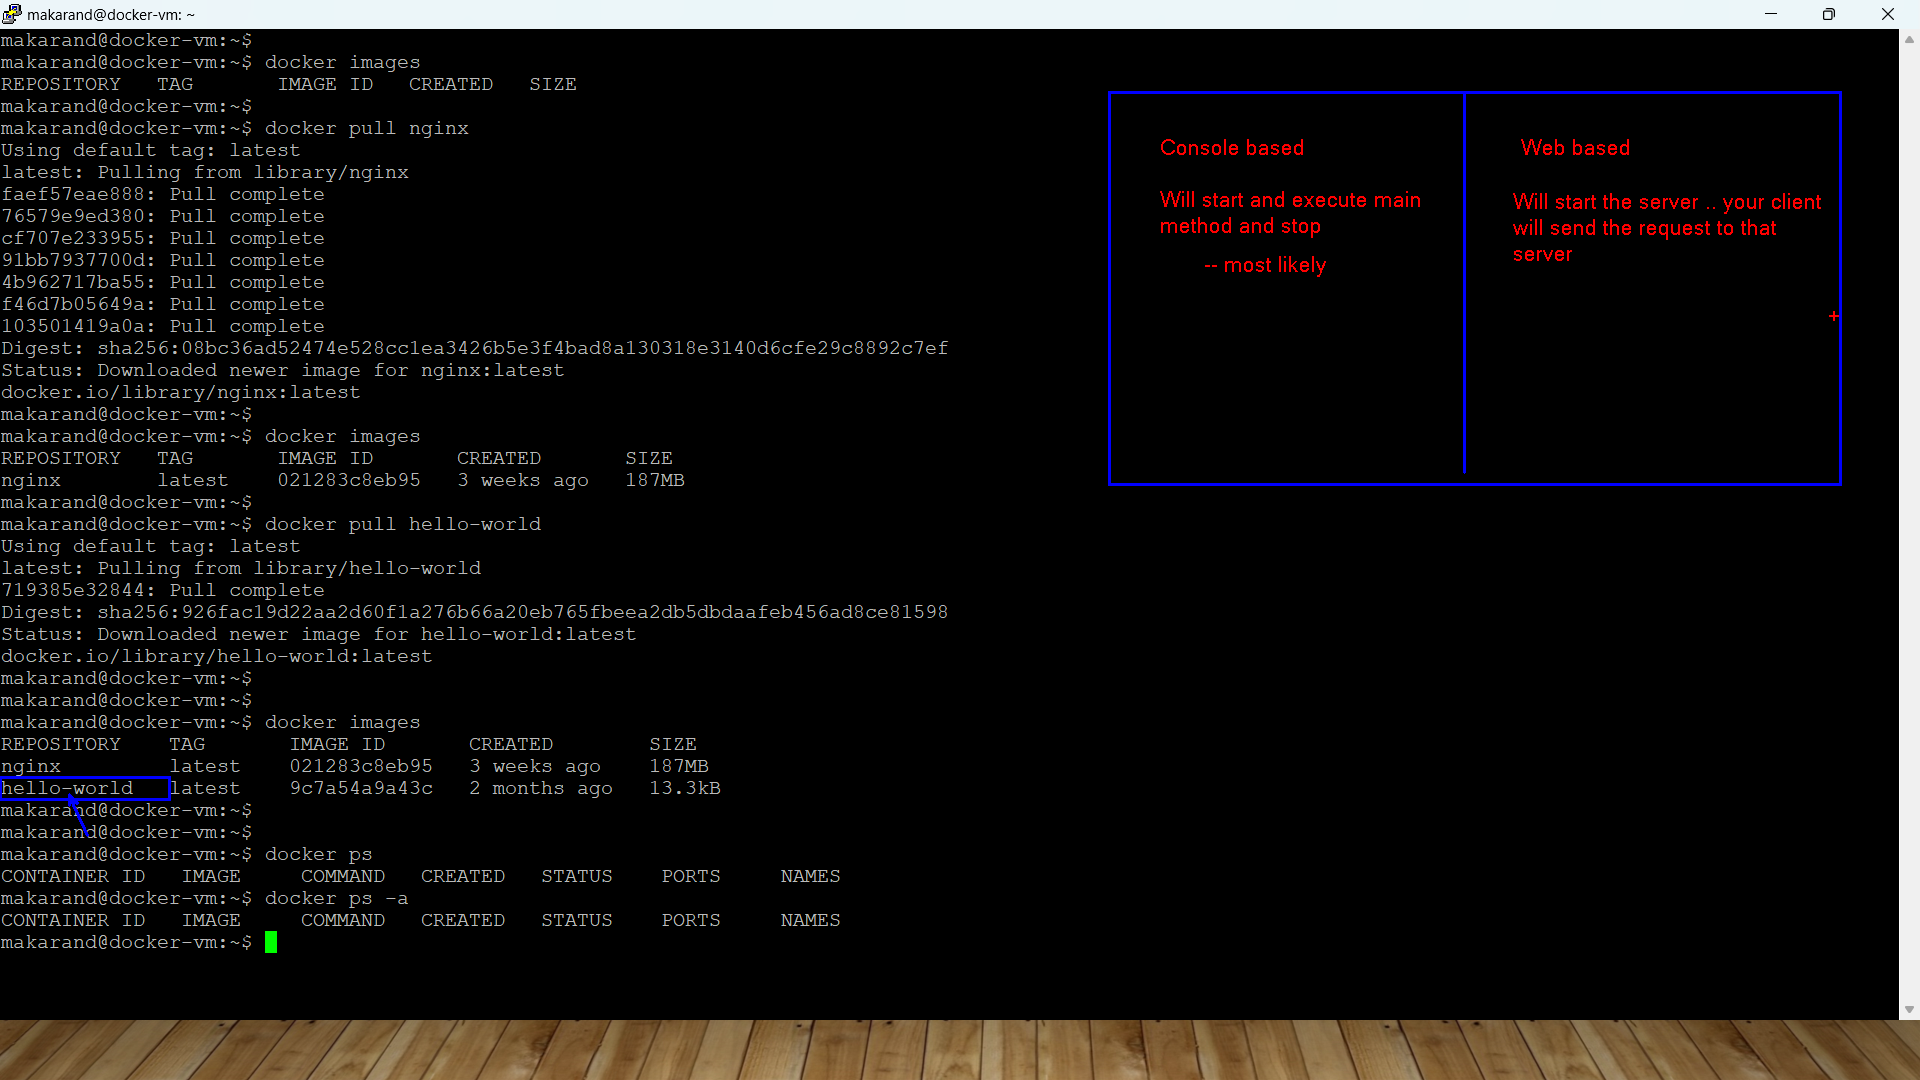 makarand@docker-vm: ~
makarand@docker-vm:~$
makarand@docker-vm:~$ docker images
REPOSITORY   TAG       IMAGE ID   CREATED   SIZE
makarand@docker-vm:~$
makarand@docker-vm:~$ docker pull nginx
Using default tag: latest
latest: Pulling from library/nginx
faef57eae888: Pull complete
76579e9ed380: Pull complete
cf707e233955: Pull complete
91bb7937700d: Pull complete
4b962717ba55: Pull complete
f46d7b05649a: Pull complete
103501419a0a: Pull complete
Digest: sha256:08bc36ad52474e528cc1ea3426b5e3f4bad8a130318e3140d6cfe29c8892c7ef
Status: Downloaded newer image for nginx:latest
docker.io/library/nginx:latest
makarand@docker-vm:~$
makarand@docker-vm:~$ docker images
REPOSITORY   TAG       IMAGE ID       CREATED       SIZE
nginx        latest    021283c8eb95   3 weeks ago   187MB
makarand@docker-vm:~$
makarand@docker-vm:~$ docker pull hello-world
Using default tag: latest
latest: Pulling from library/hello-world
719385e32844: Pull complete
Digest: sha256:926fac19d22aa2d60f1a276b66a20eb765fbeea2db5dbdaafeb456ad8ce81598
Status: Downloaded newer image for hello-world:latest
docker.io/library/hello-world:latest
makarand@docker-vm:~$
makarand@docker-vm:~$
makarand@docker-vm:~$ docker images
REPOSITORY    TAG       IMAGE ID       CREATED        SIZE
nginx         latest    021283c8eb95   3 weeks ago    187MB
hello-world   latest    9c7a54a9a43c   2 months ago   13.3kB
makarand@docker-vm:~$
makarand@docker-vm:~$
makarand@docker-vm:~$ docker ps
CONTAINER ID   IMAGE     COMMAND   CREATED   STATUS    PORTS     NAMES
makarand@docker-vm:~$ docker ps -a
CONTAINER ID   IMAGE     COMMAND   CREATED   STATUS    PORTS     NAMES
makarand@docker-vm:~$
Console based
Will start and execute main
method and stop
-- most likely
Web based
Will start the server .. your client
will send the request to that
server